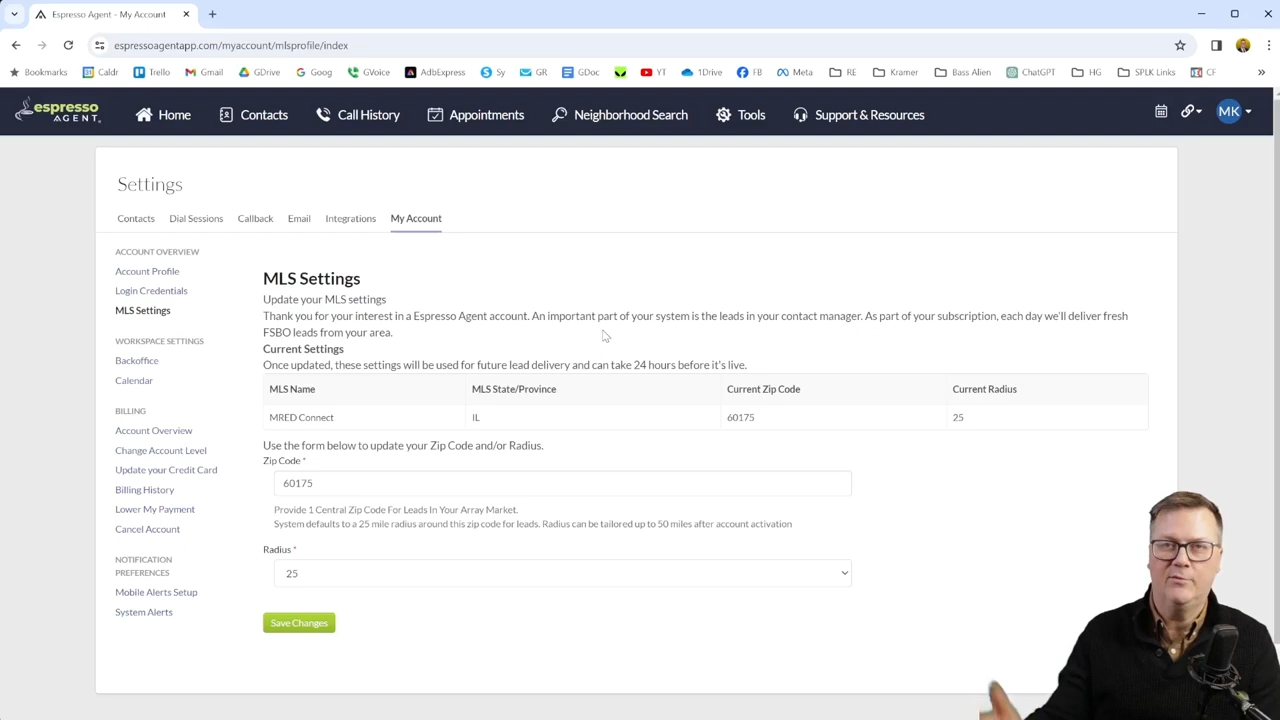 Espresso Agent - My Account
espressoagentapp.com/myaccount/mlsprofile/index
Bookmarks Caldr Trello Gmail GDrive Goog GVoice AdbExpress Sy GR GDoc YT 1Drive FB Meta RE Kramer Bass Alien ChatGPT HG SPLK Links CF
espresso AGENT Home Contacts Call History Appointments Neighborhood Search Tools Support & Resources MK
Settings
Contacts Dial Sessions Callback Email Integrations My Account
ACCOUNT OVERVIEW
Account Profile
Login Credentials
MLS Settings
WORKSPACE SETTINGS
Backoffice
Calendar
BILLING
Account Overview
Change Account Level
Update your Credit Card
Billing History
Lower My Payment
Cancel Account
NOTIFICATION
PREFERENCES
Mobile Alerts Setup
System Alerts
MLS Settings
Update your MLS settings
Thank you for your interest in a Espresso Agent account. An important part of your system is the leads in your contact manager. As part of your subscription, each day we'll deliver fresh
FSBO leads from your area.
Current Settings
Once updated, these settings will be used for future lead delivery and can take 24 hours before it's live.
MLS Name MLS State/Province Current Zip Code Current Radius
MRED Connect IL 60175 25
Use the form below to update your Zip Code and/or Radius.
Zip Code *
60175
Provide 1 Central Zip Code For Leads In Your Array Market.
System defaults to a 25 mile radius around this zip code for leads. Radius can be tailored up to 50 miles after account activation
Radius *
25
Save Changes